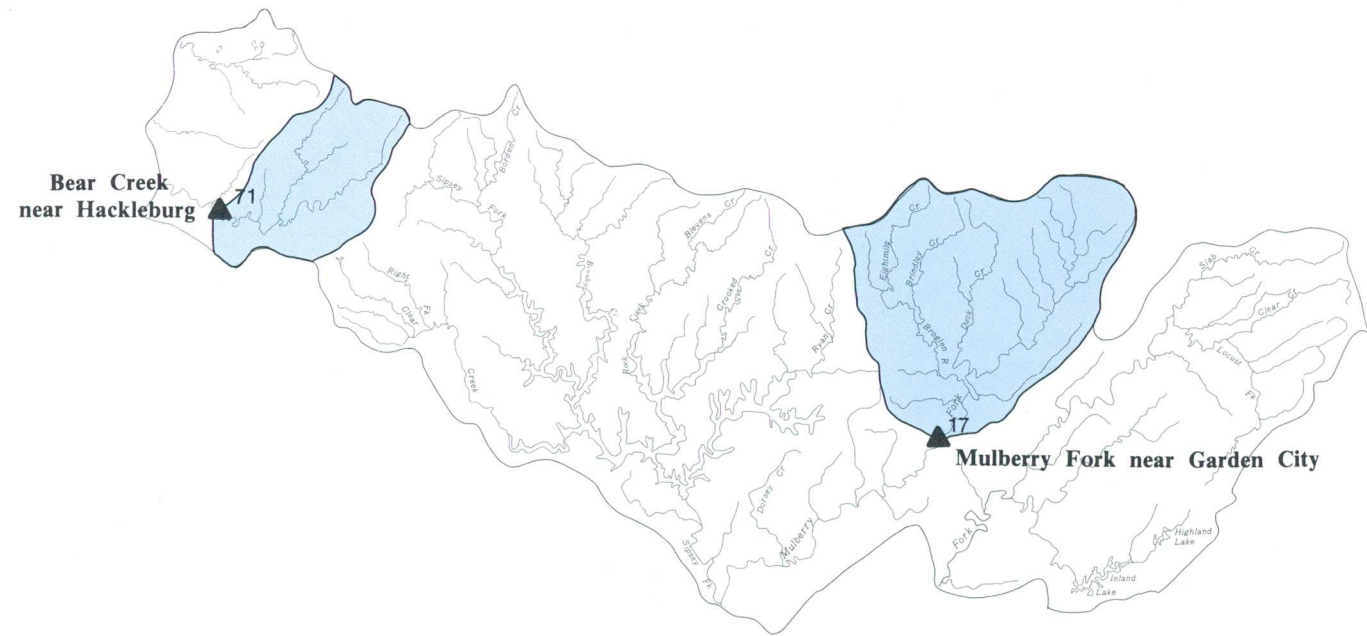 Bear Creek
near Hackleburg
71
Borden Cr
Sipsey
Fork
Brushy
Blevens Cr
Right
Fk
Clear
Creek
Rock
Creek
Crooked
Cr
Ryan Cr
Eightmile
Cr
Brindley
Cr
Duck
Cr
Broglen R
Fork
17
Mulberry Fork near Garden City
Slab
Cr
Clear Cr
Locust
Fk
Dorsey Cr
Mulberry
Sipsey
Fk
Fork
Highland
Lake
Inland
Lake